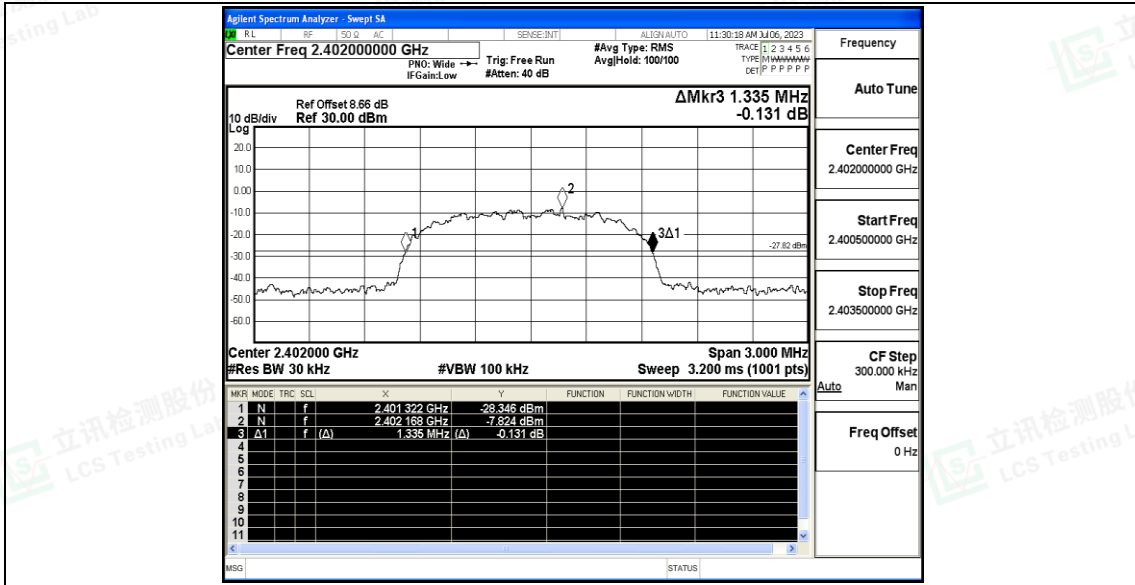 Agilent Spectrum Analyzer - Swept SA
LXI RL RF 50 Ω AC SENSE:INT ALIGN AUTO 11:30:18 AM Jul 06, 2023
Center Freq 2.402000000 GHz
PNO: Wide
IFGain:Low
Trig: Free Run
#Atten: 40 dB
#Avg Type: RMS
Avg|Hold: 100/100
TRACE 1 2 3 4 5 6
TYPE MWWWWW
DET P P P P P P
ΔMkr3 1.335 MHz
-0.131 dB
Ref Offset 8.66 dB
10 dB/div Ref 30.00 dBm
Log
20.0
10.0
0.00
-10.0
-20.0
-30.0
-40.0
-50.0
-60.0
1
2
3Δ1
-27.82 dBm
Center 2.402000 GHz Span 3.000 MHz
#Res BW 30 kHz #VBW 100 kHz Sweep 3.200 ms (1001 pts)
MKR MODE TRC SCL X Y FUNCTION FUNCTION WIDTH FUNCTION VALUE
1 N f 2.401 322 GHz -28.346 dBm
2 N f 2.402 168 GHz -7.824 dBm
3 Δ1 f (Δ) 1.335 MHz (Δ) -0.131 dB
4
5
6
7
8
9
10
11
MSG STATUS
Frequency
Auto Tune
Center Freq
2.402000000 GHz
Start Freq
2.400500000 GHz
Stop Freq
2.403500000 GHz
CF Step
300.000 kHz
Auto Man
Freq Offset
0 Hz
立讯检测股份
LCS Testing Lab
立讯检测股份
LCS Testing L
sting Lab